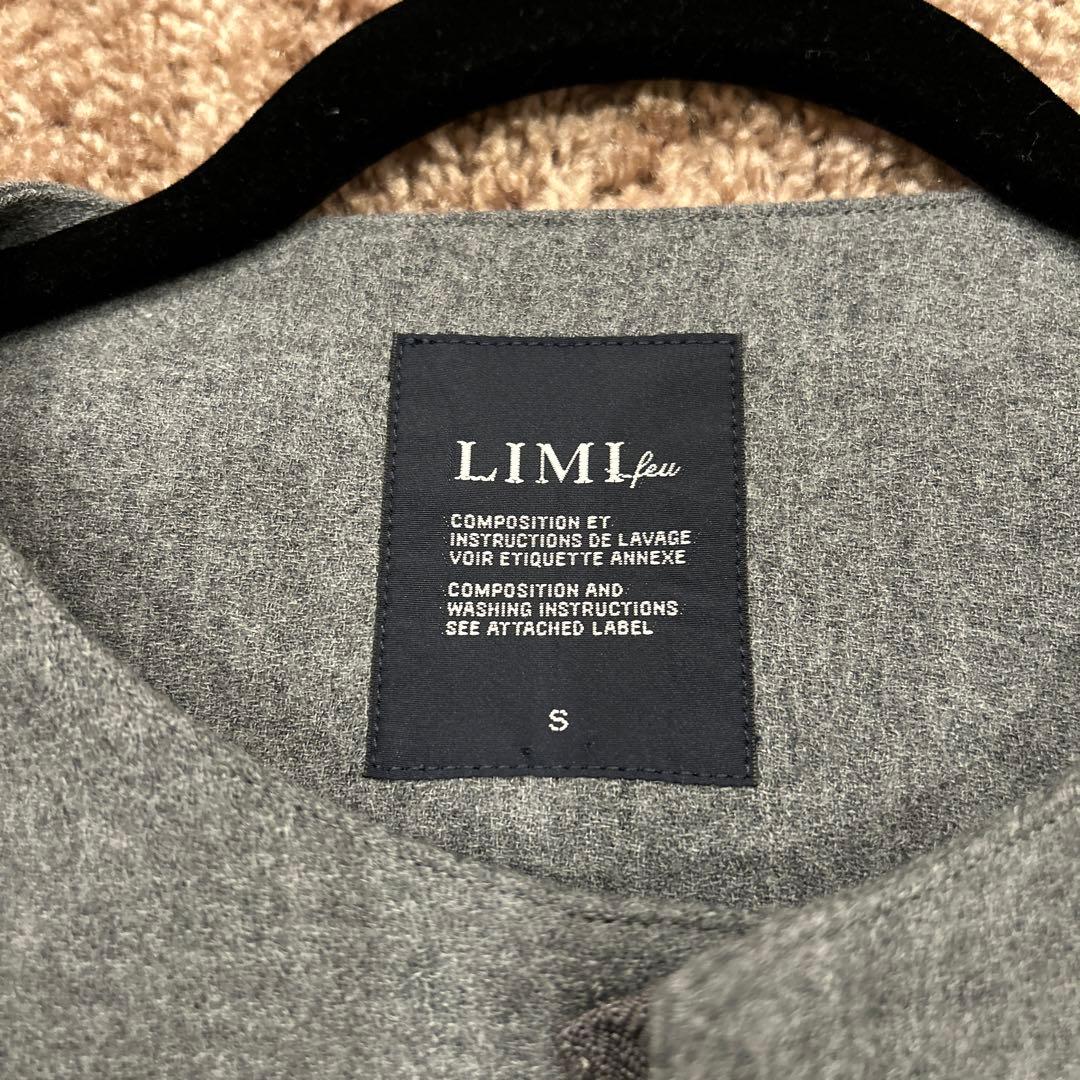 LIMI feu
COMPOSITION ET
INSTRUCTIONS DE LAVAGE
VOIR ETIQUETTE ANNEXE
COMPOSITION AND
WASHING INSTRUCTIONS
SEE ATTACHED LABEL
S